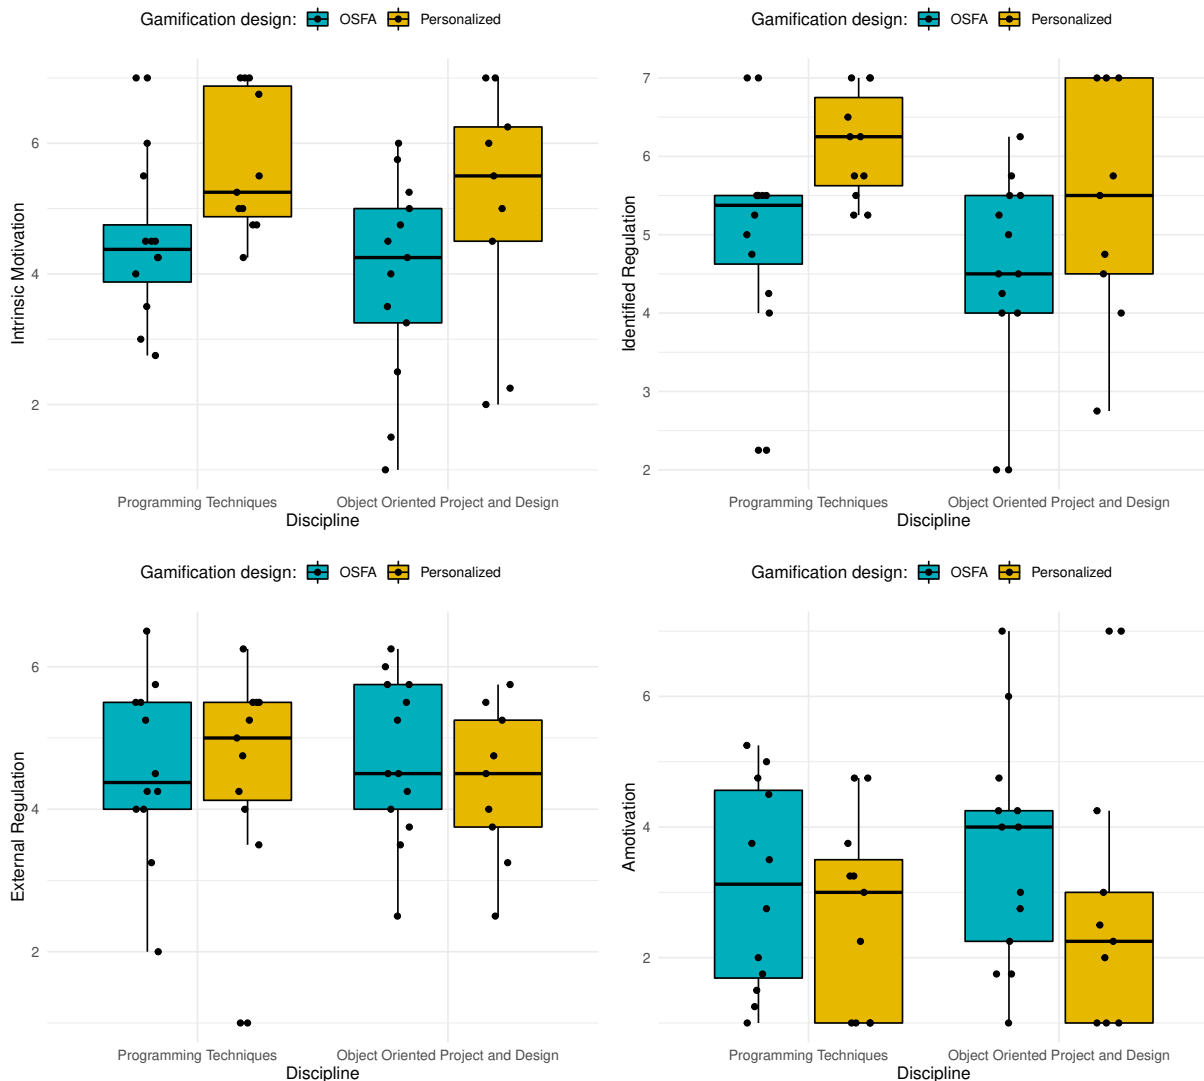 Gamification design: OSFA Personalized
Intrinsic Motivation
6
4
2
Programming Techniques Object Oriented Project and Design
Discipline
Gamification design: OSFA Personalized
Identified Regulation
7
6
5
4
3
2
Programming Techniques Object Oriented Project and Design
Discipline
Gamification design: OSFA Personalized
External Regulation
6
4
2
Programming Techniques Object Oriented Project and Design
Discipline
Gamification design: OSFA Personalized
Amotivation
6
4
2
Programming Techniques Object Oriented Project and Design
Discipline